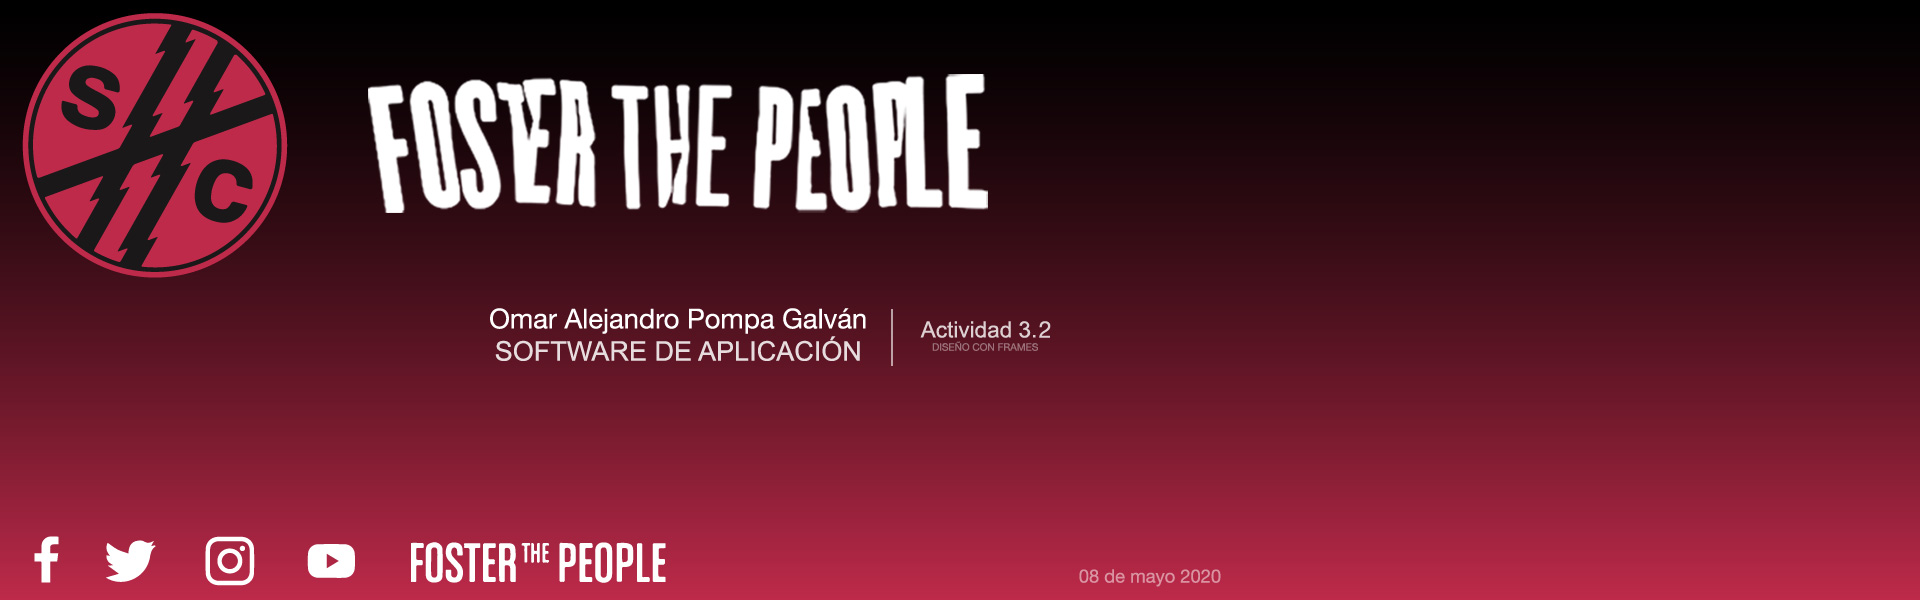 S
C
FOSTER THE PEOPLE
Omar Alejandro Pompa Galván
SOFTWARE DE APLICACIÓN
Actividad 3.2
DISEÑO CON FRAMES
FOSTER THE PEOPLE
08 de mayo 2020